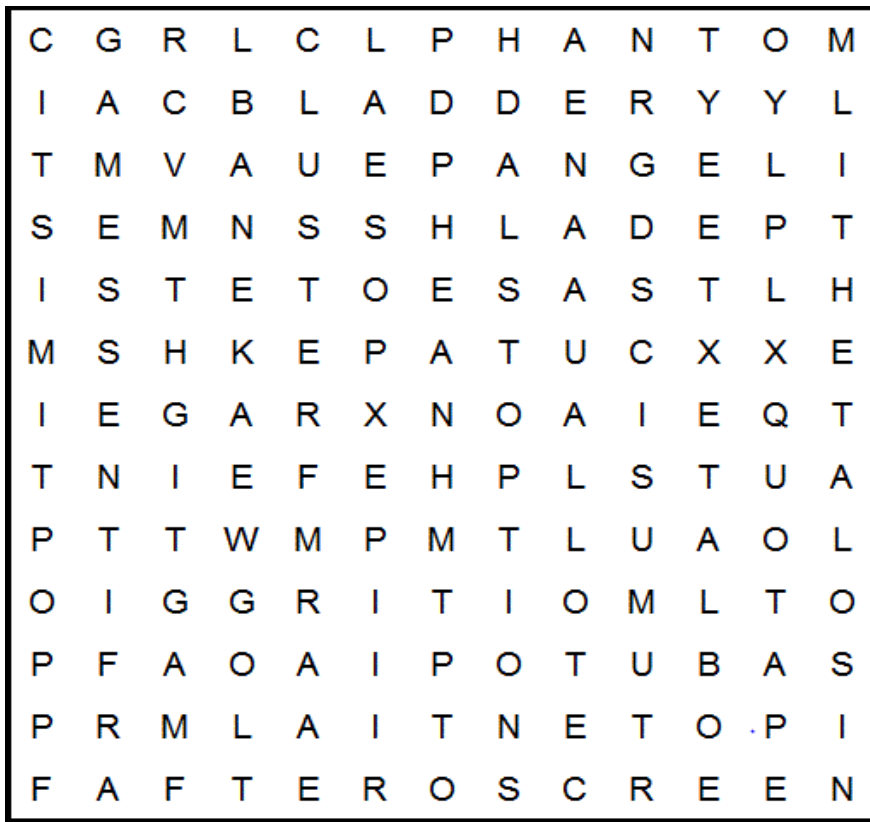 C G R L C L P H A N T O M
I A C B L A D D E R Y Y L
T M V A U E P A N G E L I
S E M N S S H L A D E P T
I S T E T O E S A S T L H
M S H K E P A T U C X X E
I E G A R X N O A I E Q T
T N I E F E H P L S T U A
P T T W M P M T L U A O L
O I G G R I T I O M L T O
P F A O A I P O T U B A S
P R M L A I T N E T O P I
F A F T E R O S C R E E N